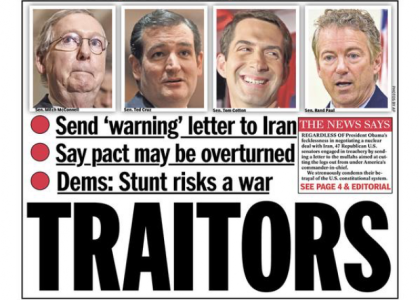 Sen. Mitch McConnell
Sen. Ted Cruz
Sen. Tom Cotton
Sen. Rand Paul
Send ‘warning’ letter to Iran
Say pact may be overturned
Dems: Stunt risks a war
THE NEWS SAYS
REGARDLESS OF President Obama’s
fecklessness in negotiating a nuclear
deal with Iran, 47 Republican U.S.
senators engaged in treachery by send-
ing a letter to the mullahs aimed at cut-
ting the legs out from under America’s
commander-in-chief.
We strenuously condemn their be-
trayal of the U.S. constitutional system.
SEE PAGE 4 & EDITORIAL
TRAITORS